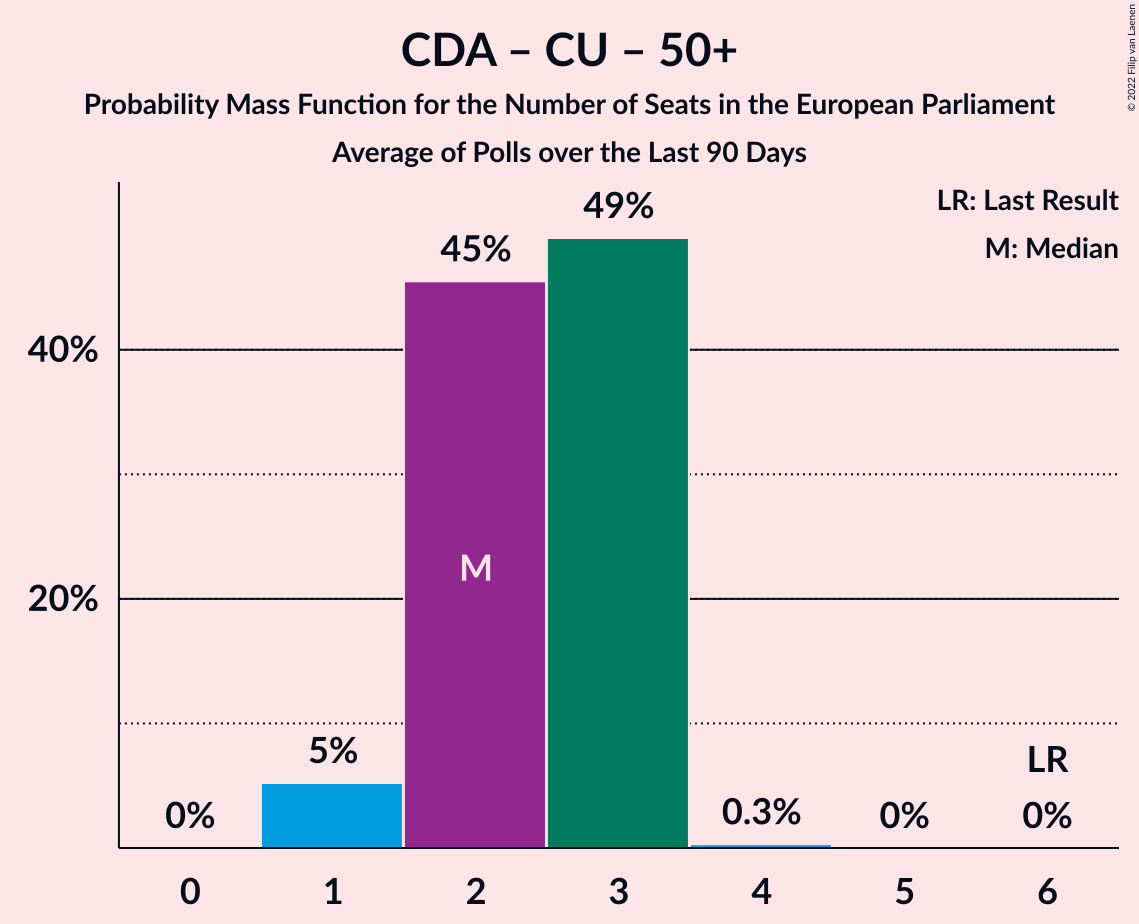 CDA – CU – 50+
Probability Mass Function for the Number of Seats in the European Parliament
Average of Polls over the Last 90 Days
© 2022 Filip van Laenen
LR: Last Result
M: Median
49%
45%
40%
M
20%
5%
LR
0%
0.3%
0%
0%
0 1 2 3 4 5 6